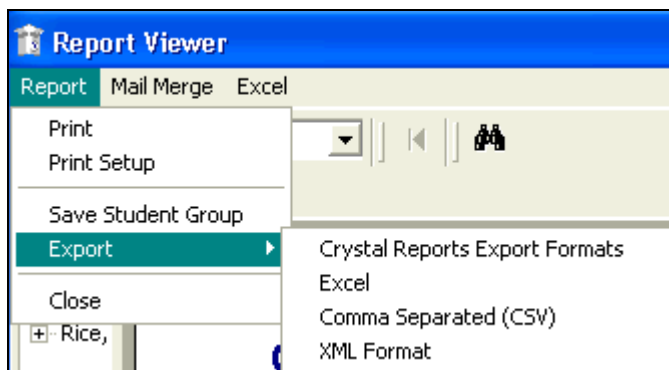 Report Viewer
Report Mail Merge Excel
Print
Print Setup
Save Student Group
Export
Crystal Reports Export Formats
Excel
Close
Comma Separated (CSV)
Rice,
XML Format